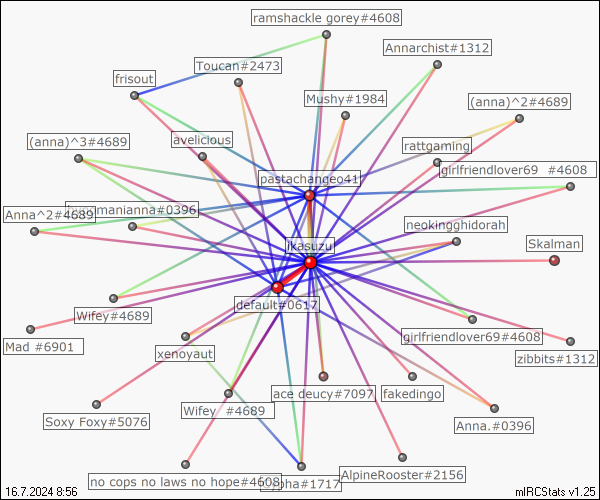 ramshackle gorey#4608
Annarchist#1312
Toucan#2473
frisout
Mushy#1984
(anna)^2#4689
(anna)^3#4689
avelicious
rattgaming
pastachangeo41
girlfriendlover69 #4608
Anna^2#4689
manianna#0396
neokingghidorah
ikasuzu
Skalman
default#0617
Wifey#4689
girlfriendlover69#4608
Mad #6901
xenoyaut
zibbits#1312
ace deucy#7097
fakedingo
Soxy Foxy#5076
Wifey #4689
Anna.#0396
no cops no laws no hope#4608
pha#1717
AlpineRooster#2156
16.7.2024 8:56
mIRCStats v1.25